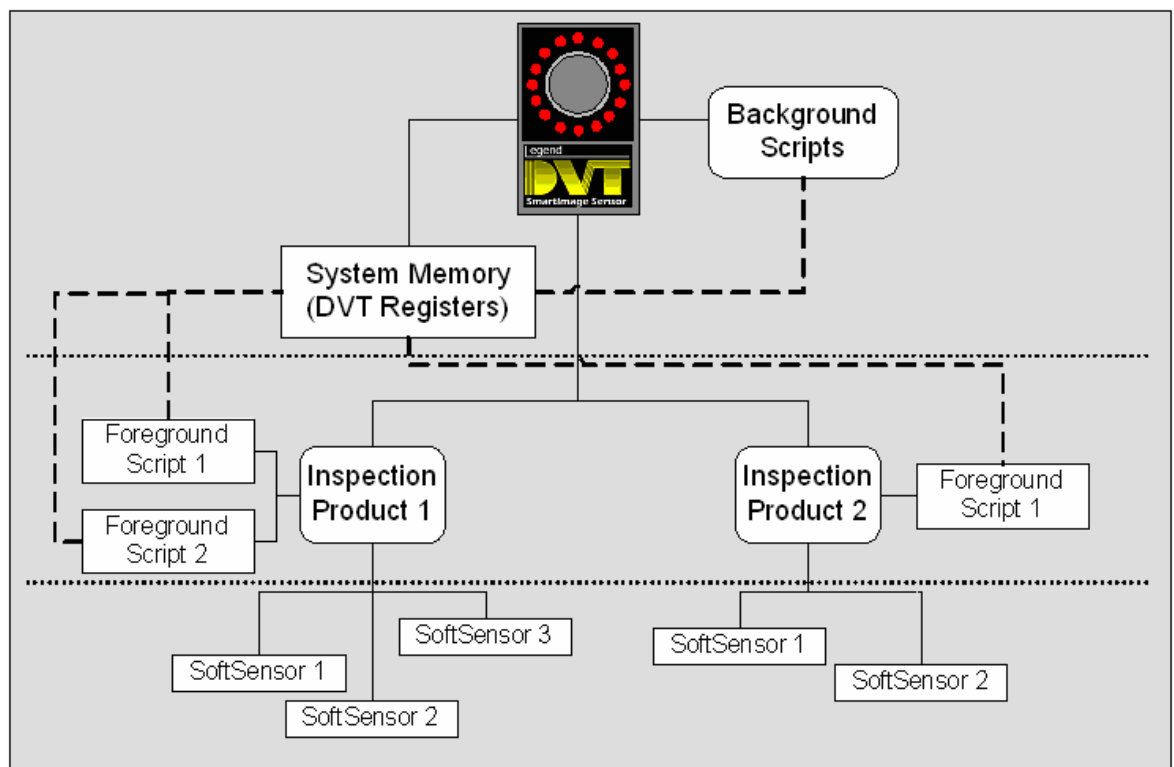 Background
Scripts
Legend
DVT
SmartImage Sensor
System Memory
(DVT Registers)
Foreground
Script 1
Foreground
Script 2
Inspection
Product 1
Inspection
Product 2
Foreground
Script 1
SoftSensor 3
SoftSensor 1
SoftSensor 2
SoftSensor 1
SoftSensor 2